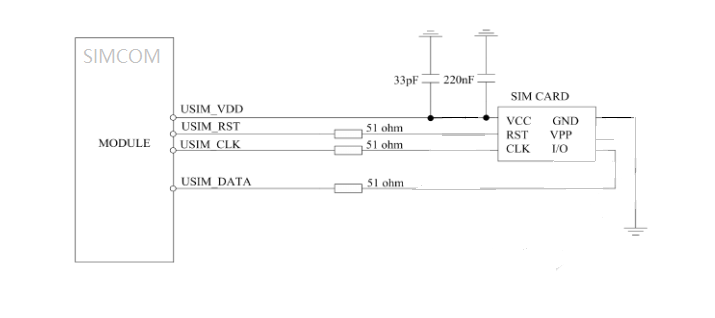 SIMCOM
33pF
220nF
SIM CARD
USIM_VDD
USIM_RST
51 ohm
VCC GND
RST VPP
MODULE
USIM_CLK
51 ohm
CLK I/O
USIM_DATA
51 ohm